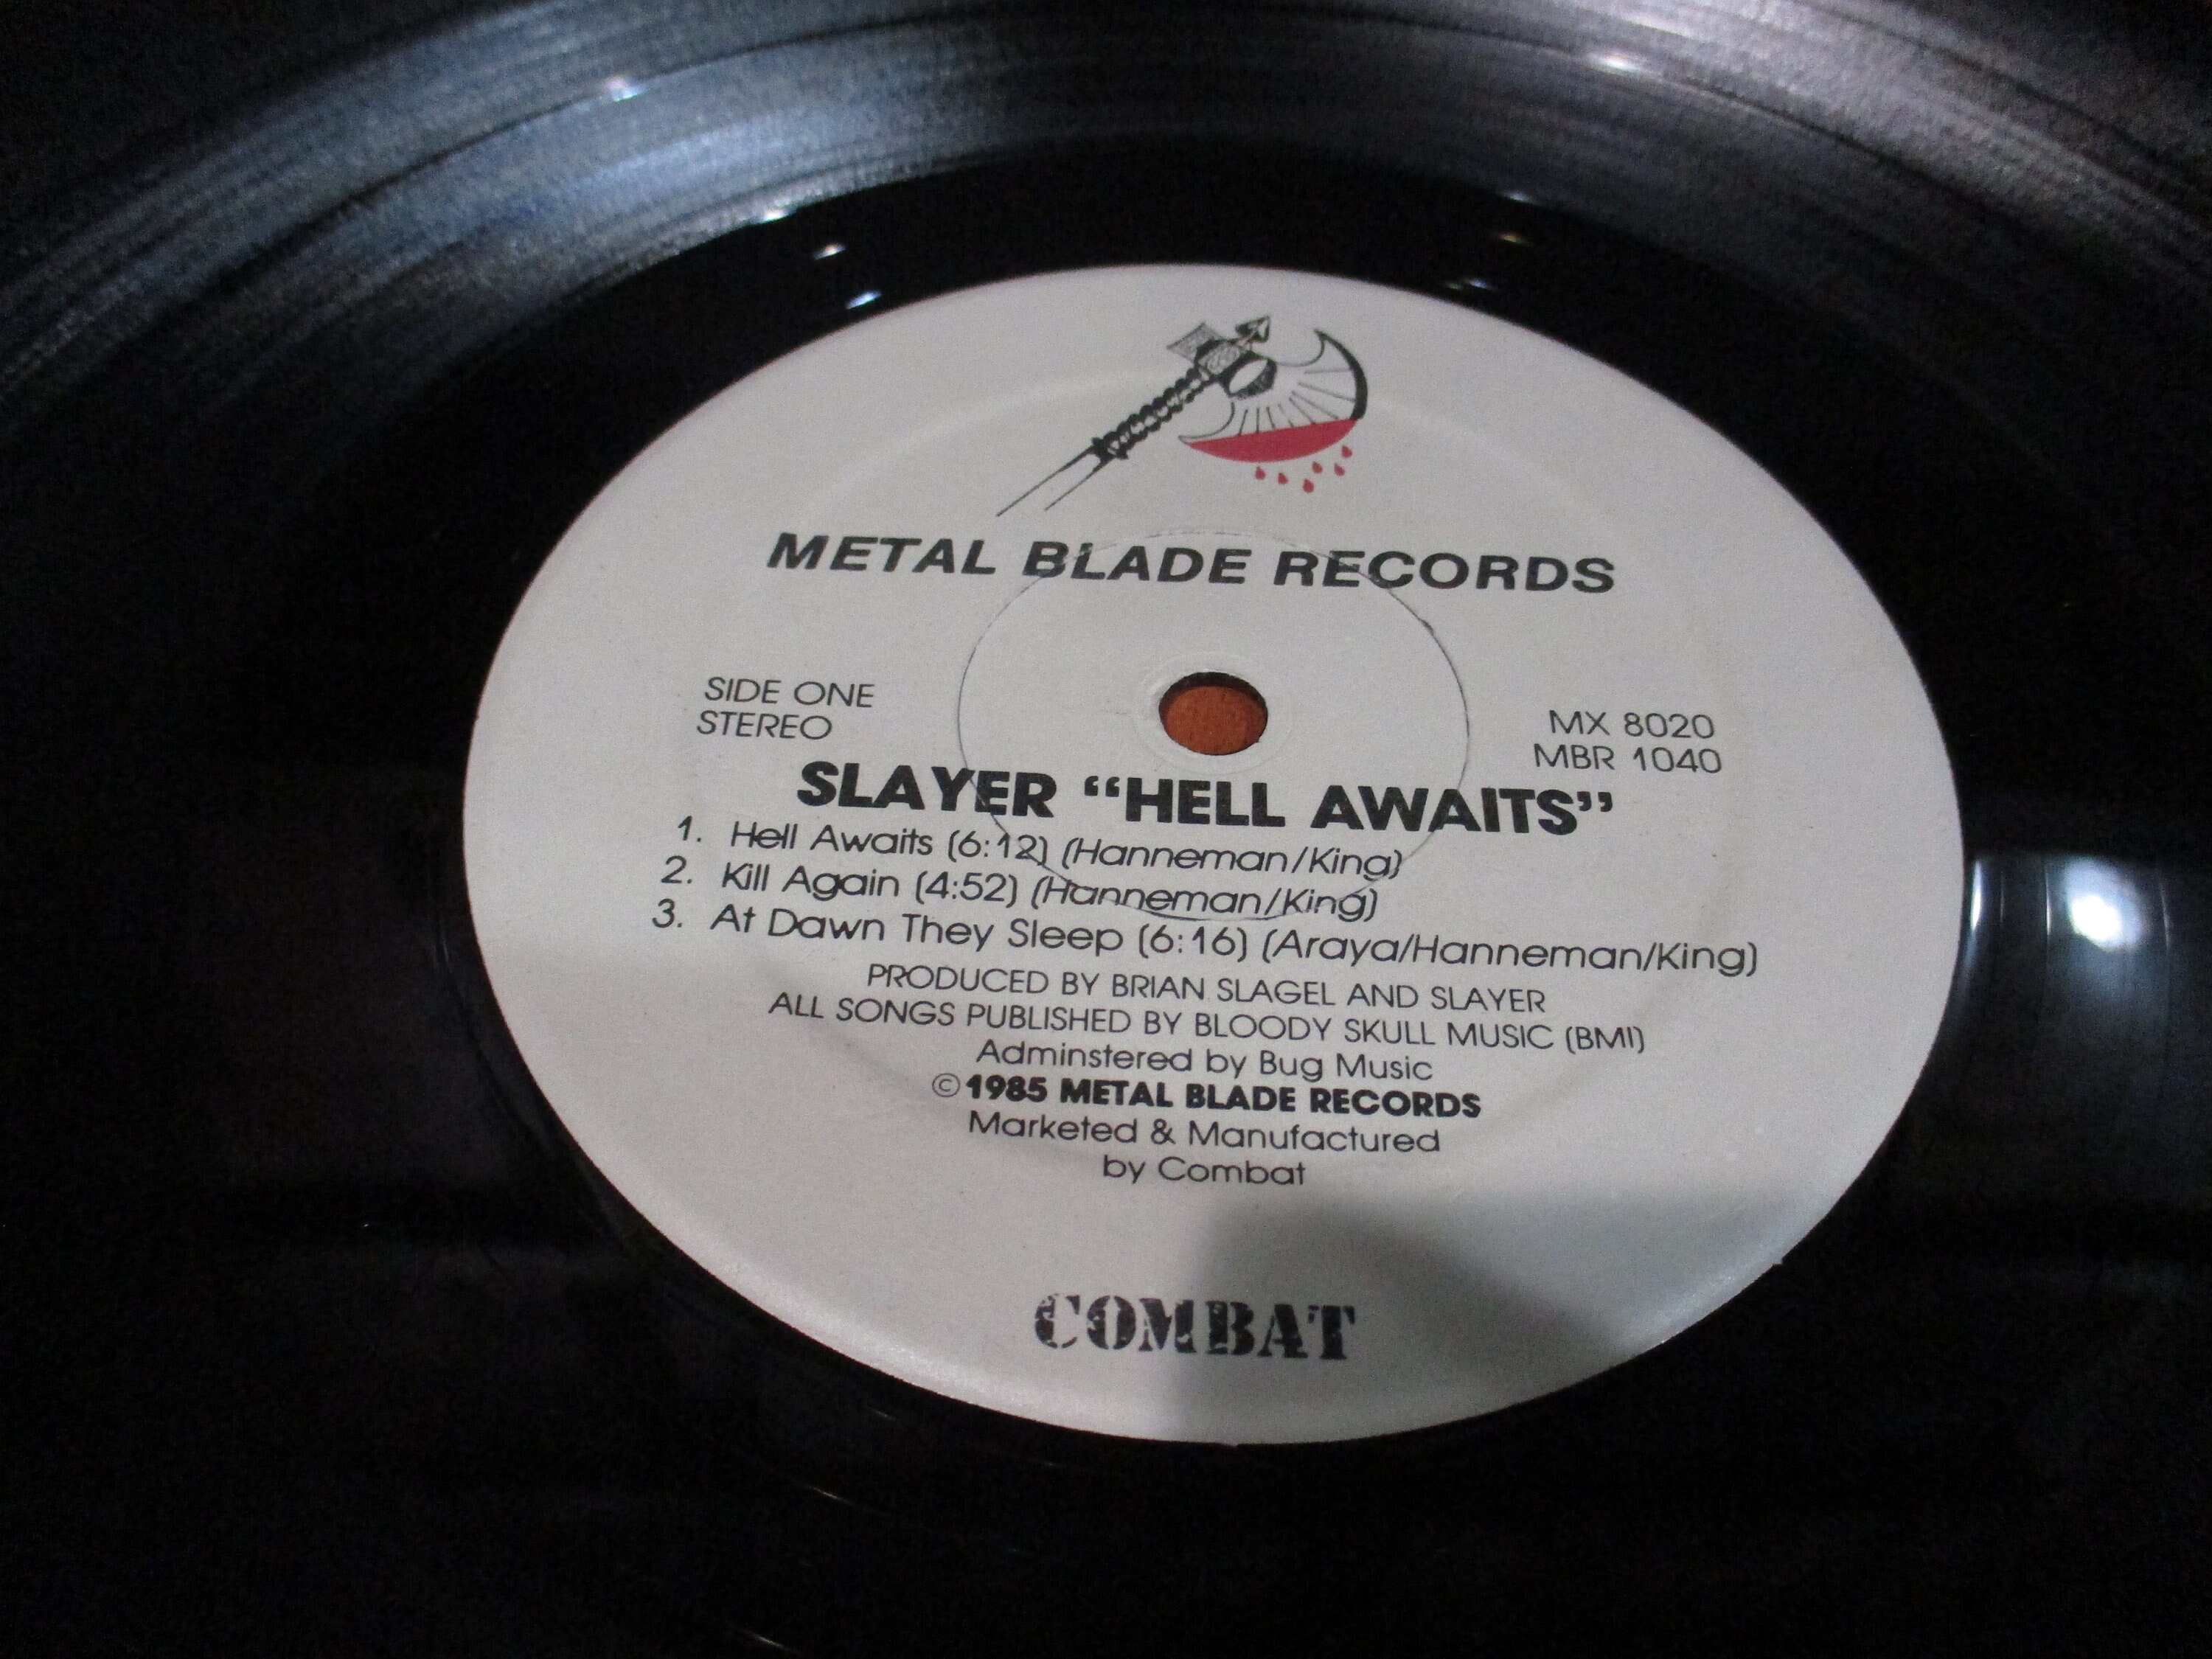 METAL BLADE RECORDS
SIDE ONE
STEREO
MX 8020
MBR 1040
SLAYER “HELL AWAITS”
1. Hell Awaits (6:12) (Hanneman/King)
2. Kill Again (4:52) (Hanneman/King)
3. At Dawn They Sleep (6:16) (Araya/Hanneman/King)
PRODUCED BY BRIAN SLAGEL AND SLAYER
ALL SONGS PUBLISHED BY BLOODY SKULL MUSIC (BMI)
Adminstered by Bug Music
©1985 METAL BLADE RECORDS
Marketed & Manufactured
by Combat
COMBAT